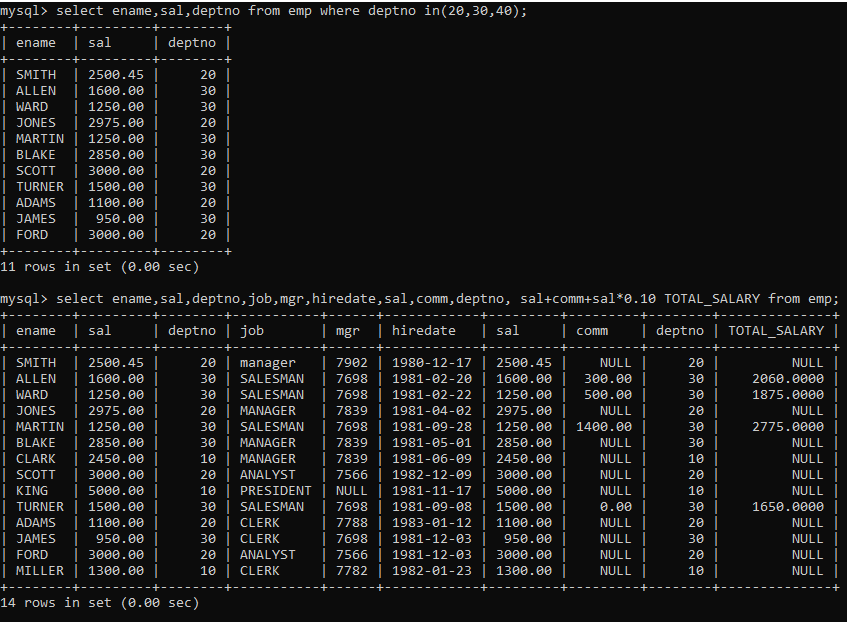 mysql> select ename,sal,deptno from emp where deptno in(20,30,40);
+--------+---------+--------+
| ename  | sal     | deptno |
+--------+---------+--------+
| SMITH  | 2500.45 |     20 |
| ALLEN  | 1600.00 |     30 |
| WARD   | 1250.00 |     30 |
| JONES  | 2975.00 |     20 |
| MARTIN | 1250.00 |     30 |
| BLAKE  | 2850.00 |     30 |
| SCOTT  | 3000.00 |     20 |
| TURNER | 1500.00 |     30 |
| ADAMS  | 1100.00 |     20 |
| JAMES  |  950.00 |     30 |
| FORD   | 3000.00 |     20 |
+--------+---------+--------+
11 rows in set (0.00 sec)
mysql> select ename,sal,deptno,job,mgr,hiredate,sal,comm,deptno, sal+comm+sal*0.10 TOTAL_SALARY from emp;
+--------+---------+--------+-----------+------+------------+---------+---------+--------+--------------+
| ename  | sal     | deptno | job       | mgr  | hiredate   | sal     | comm    | deptno | TOTAL_SALARY |
+--------+---------+--------+-----------+------+------------+---------+---------+--------+--------------+
| SMITH  | 2500.45 |     20 | manager   | 7902 | 1980-12-17 | 2500.45 |    NULL |     20 |         NULL |
| ALLEN  | 1600.00 |     30 | SALESMAN  | 7698 | 1981-02-20 | 1600.00 |  300.00 |     30 |    2060.0000 |
| WARD   | 1250.00 |     30 | SALESMAN  | 7698 | 1981-02-22 | 1250.00 |  500.00 |     30 |    1875.0000 |
| JONES  | 2975.00 |     20 | MANAGER   | 7839 | 1981-04-02 | 2975.00 |    NULL |     20 |         NULL |
| MARTIN | 1250.00 |     30 | SALESMAN  | 7698 | 1981-09-28 | 1250.00 | 1400.00 |     30 |    2775.0000 |
| BLAKE  | 2850.00 |     30 | MANAGER   | 7839 | 1981-05-01 | 2850.00 |    NULL |     30 |         NULL |
| CLARK  | 2450.00 |     10 | MANAGER   | 7839 | 1981-06-09 | 2450.00 |    NULL |     10 |         NULL |
| SCOTT  | 3000.00 |     20 | ANALYST   | 7566 | 1982-12-09 | 3000.00 |    NULL |     20 |         NULL |
| KING   | 5000.00 |     10 | PRESIDENT | NULL | 1981-11-17 | 5000.00 |    NULL |     10 |         NULL |
| TURNER | 1500.00 |     30 | SALESMAN  | 7698 | 1981-09-08 | 1500.00 |    0.00 |     30 |    1650.0000 |
| ADAMS  | 1100.00 |     20 | CLERK     | 7788 | 1983-01-12 | 1100.00 |    NULL |     20 |         NULL |
| JAMES  |  950.00 |     30 | CLERK     | 7698 | 1981-12-03 |  950.00 |    NULL |     30 |         NULL |
| FORD   | 3000.00 |     20 | ANALYST   | 7566 | 1981-12-03 | 3000.00 |    NULL |     20 |         NULL |
| MILLER | 1300.00 |     10 | CLERK     | 7782 | 1982-01-23 | 1300.00 |    NULL |     10 |         NULL |
+--------+---------+--------+-----------+------+------------+---------+---------+--------+--------------+
14 rows in set (0.00 sec)